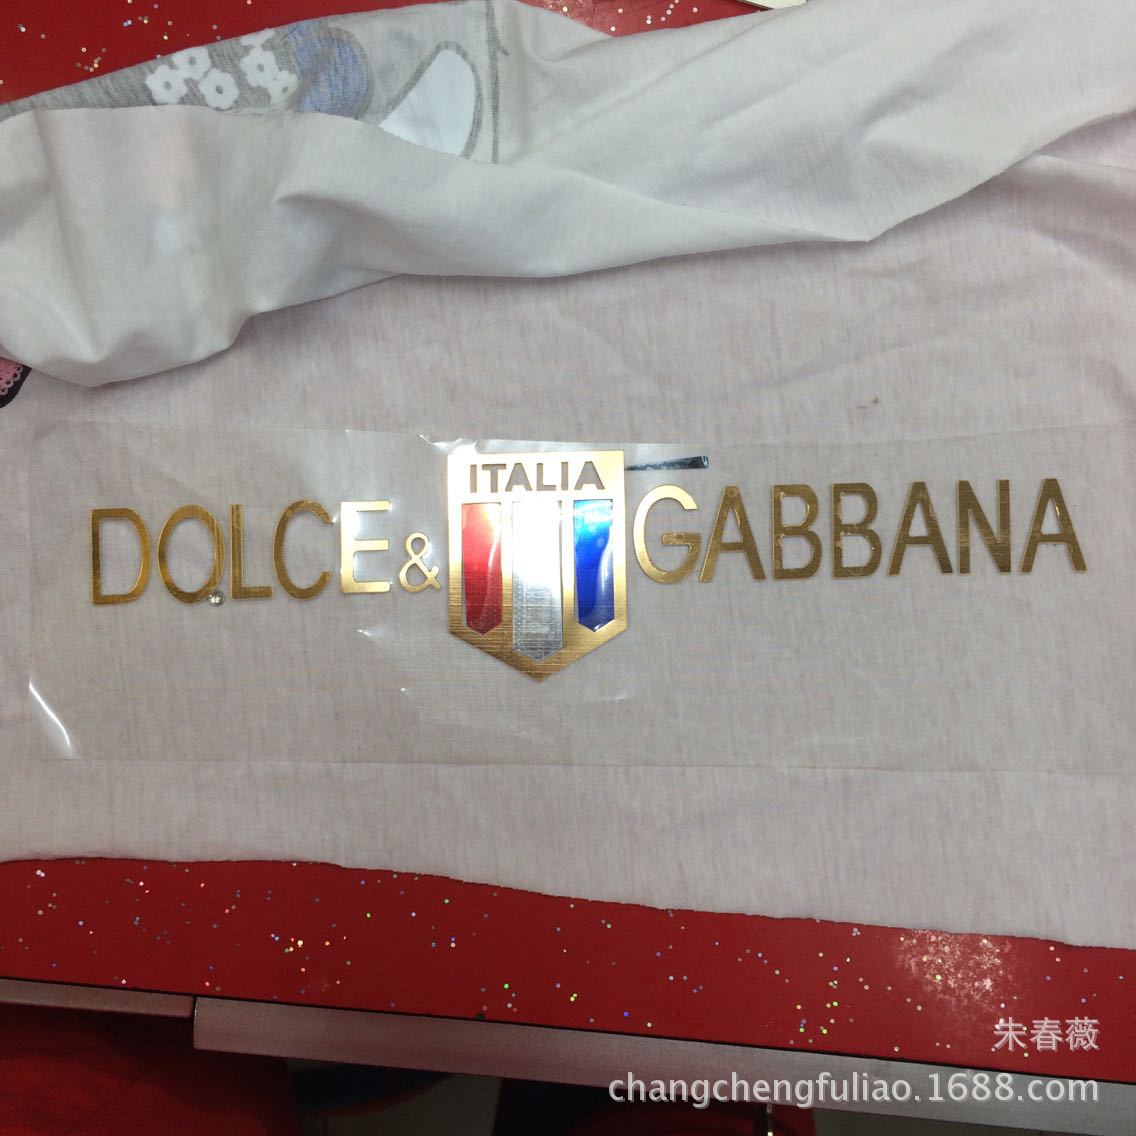 ITALIA
DOLCE & GABBANA
朱春薇
changchengfuliao.1688.com